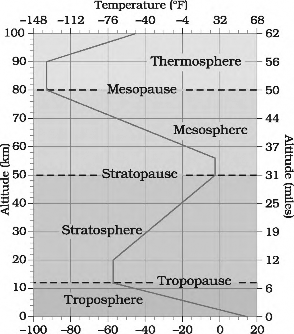 Temperature (°F)
−148 −112 −76 −40 −4 32 68
100 62
90 Thermosphere 56
80 Mesopause 50
70 44
Mesosphere
60 37
50 Stratopause 31
40 25
30 Stratosphere 19
20 12
Tropopause
10 6
Troposphere
0 0
−100 −80 −60 −40 −20 0 20
Altitude (km)
Altitude (miles)